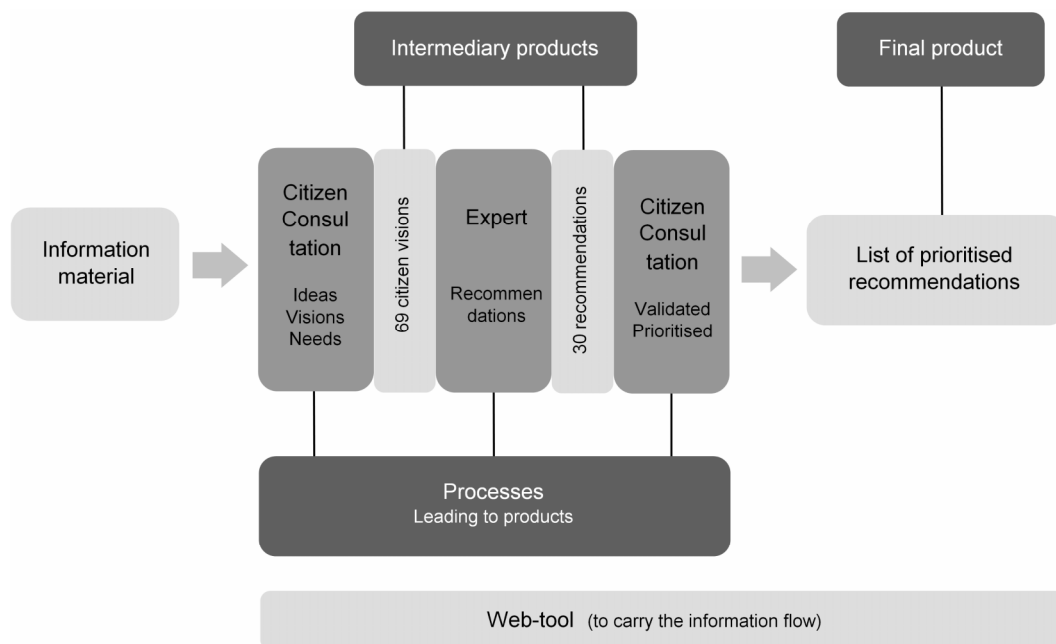 Intermediary products
Final product
Information
material
Citizen
Consul
tation
Ideas
Visions
Needs
69 citizen visions
Expert
Recommen
dations
30 recommendations
Citizen
Consul
tation
Validated
Prioritised
List of prioritised
recommendations
Processes
Leading to products
Web-tool (to carry the information flow)